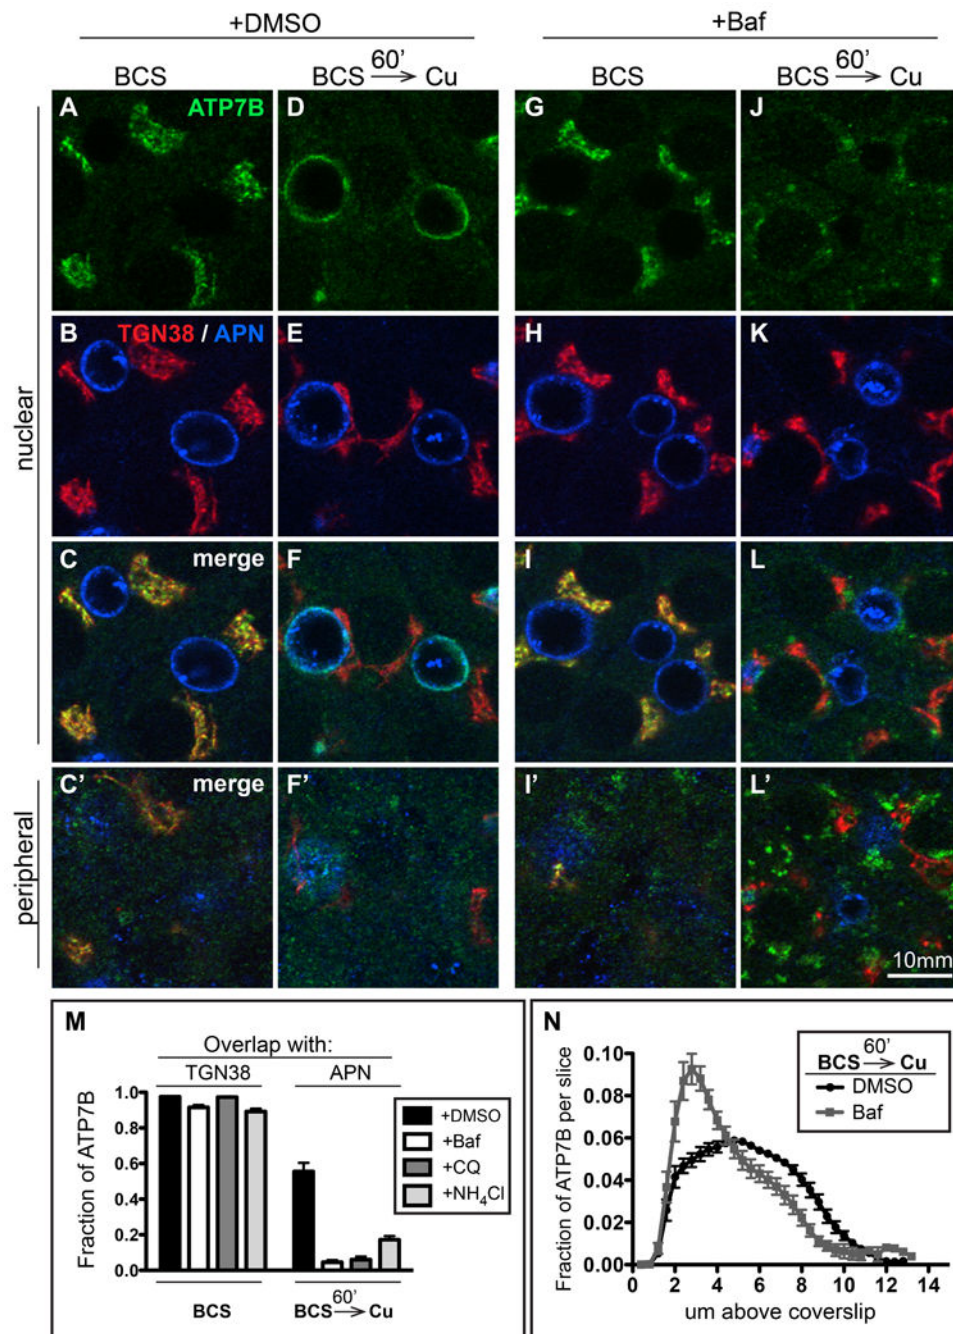 +DMSO +Baf
BCS BCS 60’ → Cu BCS BCS 60’ → Cu
A ATP7B D G J
B TGN38 / APN E H K
nuclear
C merge F I L
C’ merge F’ I’ L’
peripheral
10mm
M
Overlap with:
TGN38 APN
Fraction of ATP7B
1.0
0.8
0.6
0.4
0.2
0.0
+DMSO
+Baf
+CQ
+NH₄Cl
BCS BCS 60’ → Cu
N
60’
BCS → Cu
DMSO
Baf
Fraction of ATP7B per slice
0.10
0.08
0.06
0.04
0.02
0.00
0 2 4 6 8 10 12 14
um above coverslip